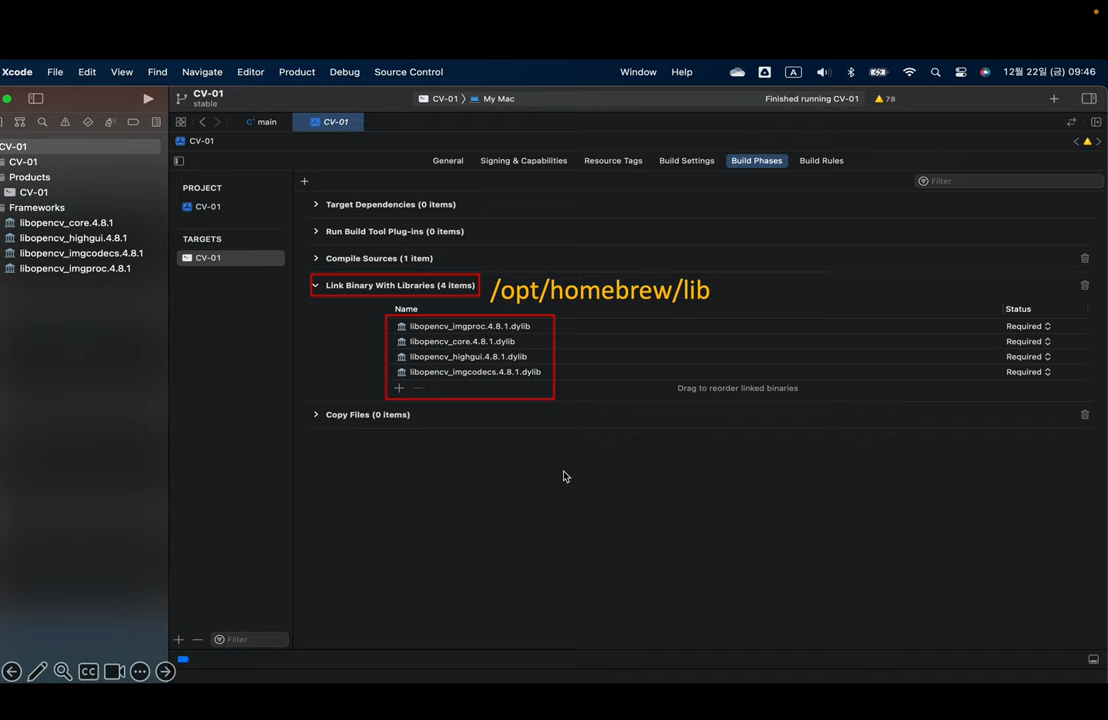 Xcode File Edit View Find Navigate Product Debug Source Control Window Help A 12월 22일 (금) 09:46
CV-01
stable
CV-01 〉 My Mac
Finished running CV-01 78
main
CV-01
CV-01
CV-01
Products
CV-01
Frameworks
libopencv_core.4.8.1
libopencv_highgui.4.8.1
libopencv_imgcodecs.4.8.1
libopencv_imgproc.4.8.1
CV-01
General Signing & Capabilities Resource Tags Build Settings Build Phases Build Rules
PROJECT
CV-01
TARGETS
CV-01
Filter
Filter
Target Dependencies (0 items)
Run Build Tool Plug-ins (0 items)
Compile Sources (1 item)
Link Binary With Libraries (4 items)
/opt/homebrew/lib
Name Status
libopencv_imgproc.4.8.1.dylib Required
libopencv_core.4.8.1.dylib Required
libopencv_highgui.4.8.1.dylib Required
libopencv_imgcodecs.4.8.1.dylib Required
Drag to reorder linked binaries
Copy Files (0 items)
CC